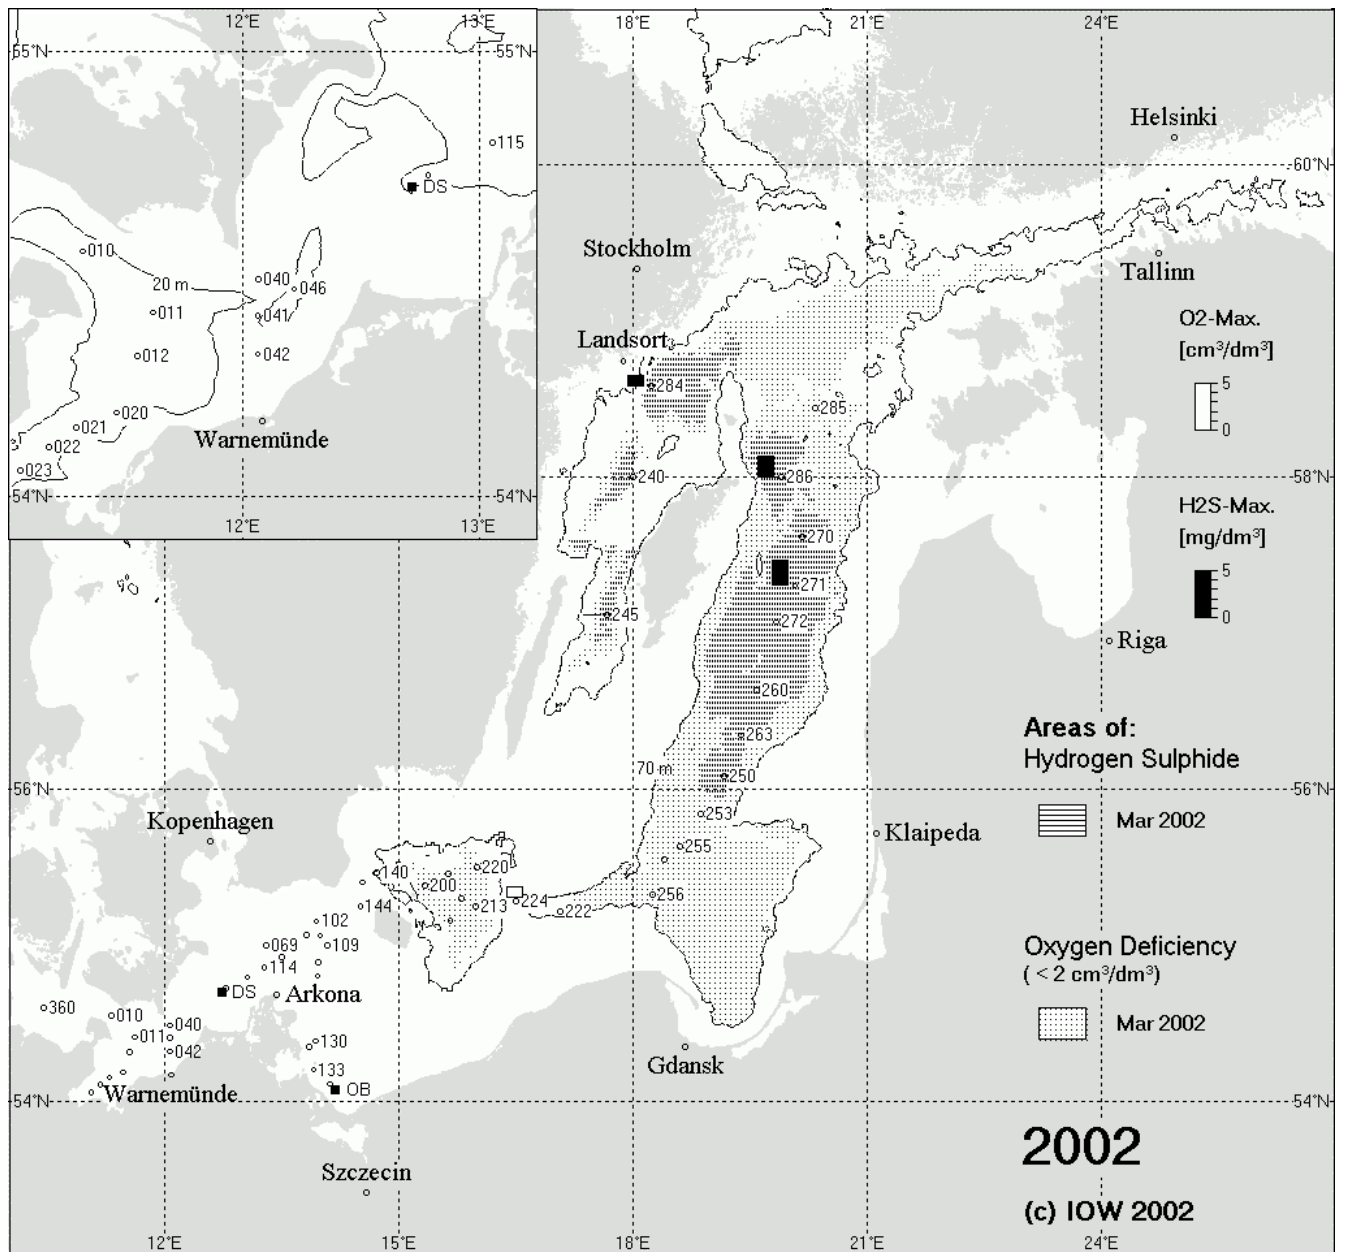 12°E
13°E
18°E
21°E
24°E
55°N
55°N
115
DS
010
20 m
040
046
011
041
012
042
020
021
022
023
Warnemünde
54°N
54°N
12°E
13°E
Helsinki
60°N
Stockholm
Tallinn
Landsort
284
285
240
286
58°N
270
271
245
272
260
263
70 m
250
253
O2-Max.
[cm³/dm³]
5
0
H2S-Max.
[mg/dm³]
5
0
Riga
Areas of:
Hydrogen Sulphide
Mar 2002
56°N
56°N
Kopenhagen
Klaipeda
255
220
140
200
256
224
213
222
144
102
069
109
114
DS
Arkona
360
010
040
011
042
130
133
OB
Warnemünde
Gdansk
Oxygen Deficiency
( < 2 cm³/dm³)
Mar 2002
54°N
54°N
2002
Szczecin
(c) IOW 2002
12°E
15°E
18°E
21°E
24°E